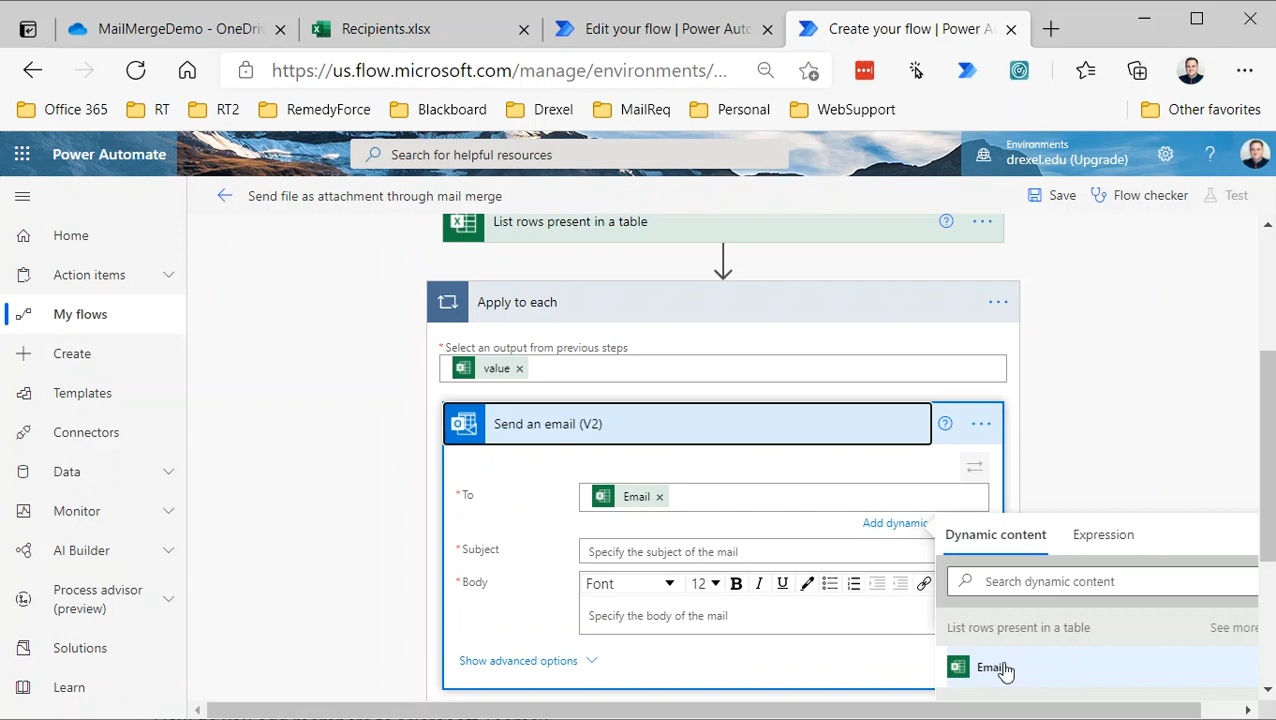 MailMergeDemo - OneDriv
Recipients.xlsx
Edit your flow | Power Auto
Create your flow | Power A
https://us.flow.microsoft.com/manage/environments/...
Office 365
RT
RT2
RemedyForce
Blackboard
Drexel
MailReq
Personal
WebSupport
Other favorites
Power Automate
Search for helpful resources
Environments
drexel.edu (Upgrade)
Send file as attachment through mail merge
Save
Flow checker
Test
Home
Action items
My flows
Create
Templates
Connectors
Data
Monitor
AI Builder
Process advisor
(preview)
Solutions
Learn
List rows present in a table
Apply to each
*Select an output from previous steps
value
Send an email (V2)
*To
Email
Add dynamic
*Subject
Specify the subject of the mail
*Body
Font
12
Specify the body of the mail
Show advanced options
Dynamic content
Expression
Search dynamic content
List rows present in a table
See more
Email